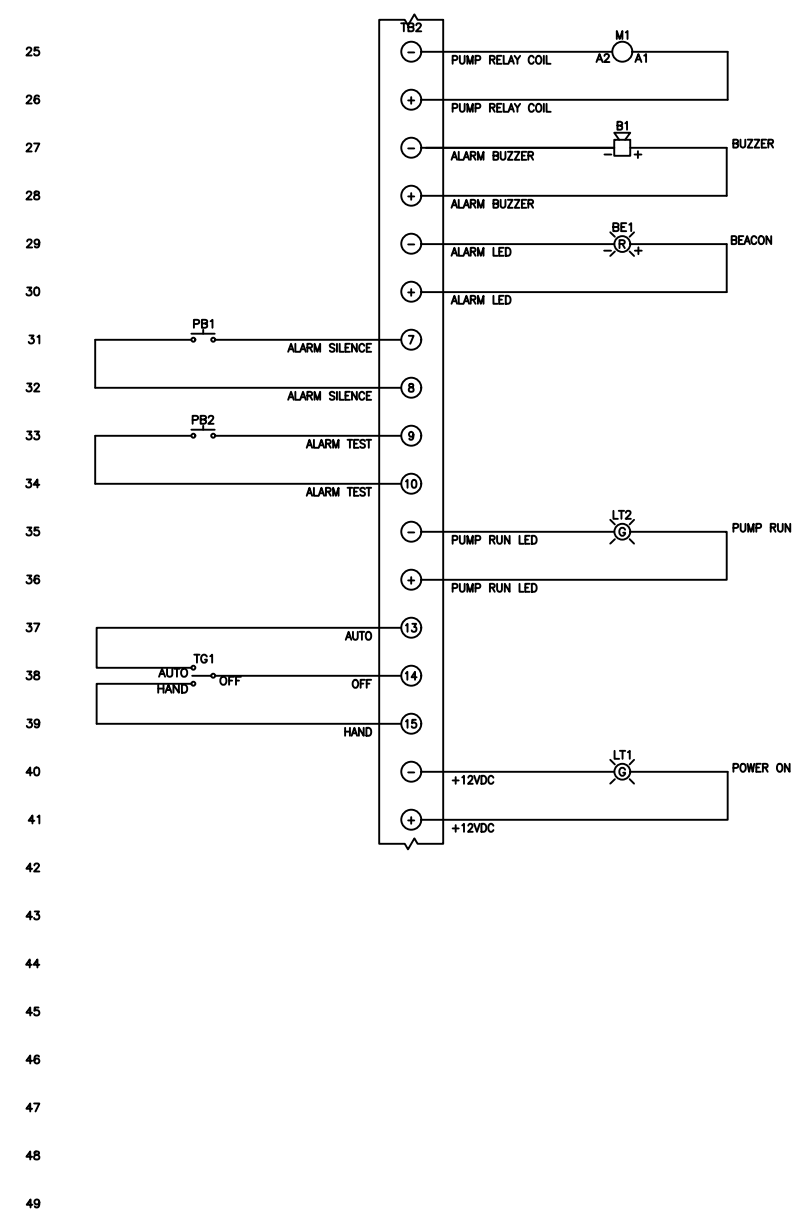 TB2
M1
25 - A2 A1
PUMP RELAY COIL
26 +
PUMP RELAY COIL
B1
27 - BUZZER
ALARM BUZZER - +
28 +
ALARM BUZZER
BE1
29 - R BEACON
ALARM LED - +
30 +
ALARM LED
PB1
31 7
ALARM SILENCE
32 8
ALARM SILENCE
PB2
33 9
ALARM TEST
34 10
ALARM TEST
LT2
35 - G PUMP RUN
PUMP RUN LED
36 +
PUMP RUN LED
37 13
AUTO
TG1
38 AUTO OFF 14
HAND OFF
39 15
HAND
LT1
40 - G POWER ON
+12VDC
41 +
+12VDC
42
43
44
45
46
47
48
49